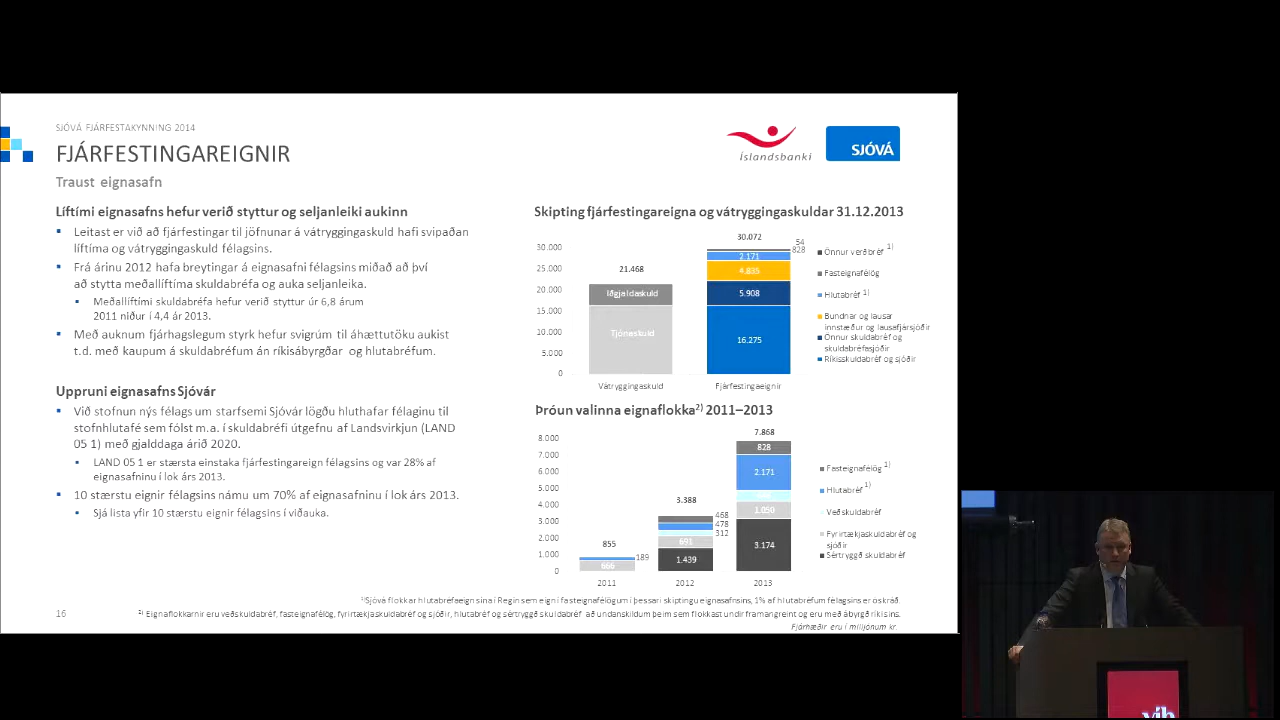 SJÓVÁ FJÁRFESTAKYNNING 2014
FJÁRFESTINGAREIGNIR
Traust eignasafn
Íslandsbanki
SJÓVÁ
Líftími eignasafns hefur verið styttur og seljanleiki aukinn
Leitast er við að fjárfestingar til jöfnunar á vátryggingaskuld hafi svipaðan
líftíma og vátryggingaskuld félagsins.
Frá árinu 2012 hafa breytingar á eignasafni félagsins miðað að því
að stytta meðallíftíma skuldabréfa og auka seljanleika.
Meðallíftími skuldabréfa hefur verið styttur úr 6,8 árum
2011 niður í 4,4 ár 2013.
Með auknum fjárhagslegum styrk hefur svigrúm til áhættutöku aukist
t.d. með kaupum á skuldabréfum án ríkisábyrgðar og hlutabréfum.
Uppruni eignasafns Sjóvár
Við stofnun nýs félags um starfsemi Sjóvár lögðu hluthafar félaginu til
stofnhlutafé sem fólst m.a. í skuldabréfi útgefnu af Landsvirkjun (LAND
05 1) með gjalddaga árið 2020.
LAND 05 1 er stærsta einstaka fjárfestingareign félagsins og var 28% af
eignasafninu í lok árs 2013.
10 stærstu eignir félagsins námu um 70% af eignasafninu í lok árs 2013.
Sjá lista yfir 10 stærstu eignir félagsins í viðauka.
Skipting fjárfestingareigna og vátryggingaskuldar 31.12.2013
30.000
25.000
20.000
15.000
10.000
5.000
0
21.468
Iðgjaldaskuld
Tjónaskuld
30.072
54
828
2.171
4.835
5.908
16.275
Vátryggingaskuld
Fjárfestingaeignir
Önnur verðbréf 1)
Fasteignafélög
Hlutabréf 1)
Bundnar og lausar
innstæður og lausafjársjóðir
Önnur skuldabréf og
skuldabréfasjóðir
Ríkisskuldabréf og sjóðir
Þróun valinna eignaflokka2) 2011–2013
8.000
7.000
6.000
5.000
4.000
3.000
2.000
1.000
0
855
189
666
3.388
468
478
312
691
1.439
7.868
828
2.171
1.050
3.174
2011
2012
2013
Fasteignafélög 1)
Hlutabréf 1)
Veðskuldabréf
Fyrirtækjaskuldabréf og
sjóðir
Sértryggð skuldabréf
1)Sjóvá flokkar hlutabréfaeign sína í Regin sem eign í fasteignafélögum í þessari skiptingu eignasafnsins, 1% af hlutabréfum félagsins er óskráð.
2) Eignaflokkarnir eru veðskuldabréf, fasteignafélög, fyrirtækjaskuldabréf og sjóðir, hlutabréf og sértryggð skuldabréf að undanskildum þeim sem flokkast undir framangreint og eru með ábyrgð ríkisins.
Fjárhæðir eru í milljónum kr.
16